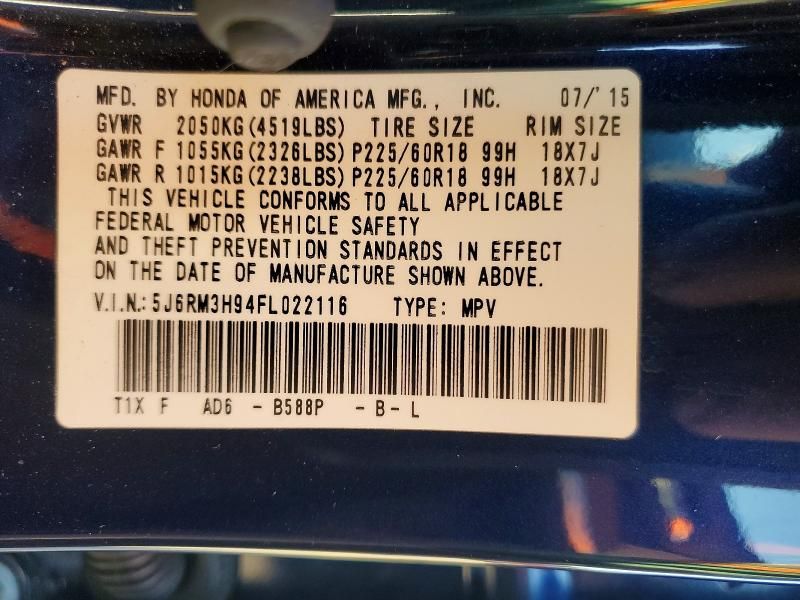 MFD. BY HONDA OF AMERICA MFG., INC. 07/'15
GVWR 2050KG(4519LBS) TIRE SIZE RIM SIZE
GAWR F 1055KG(2326LBS) P225/60R18 99H 18X7J
GAWR R 1015KG(2238LBS) P225/60R18 99H 18X7J
THIS VEHICLE CONFORMS TO ALL APPLICABLE
FEDERAL MOTOR VEHICLE SAFETY
AND THEFT PREVENTION STANDARDS IN EFFECT
ON THE DATE OF MANUFACTURE SHOWN ABOVE.
V.I.N.: 5J6RM3H94FL022116 TYPE: MPV
T1X F AD6 - B588P - B - L